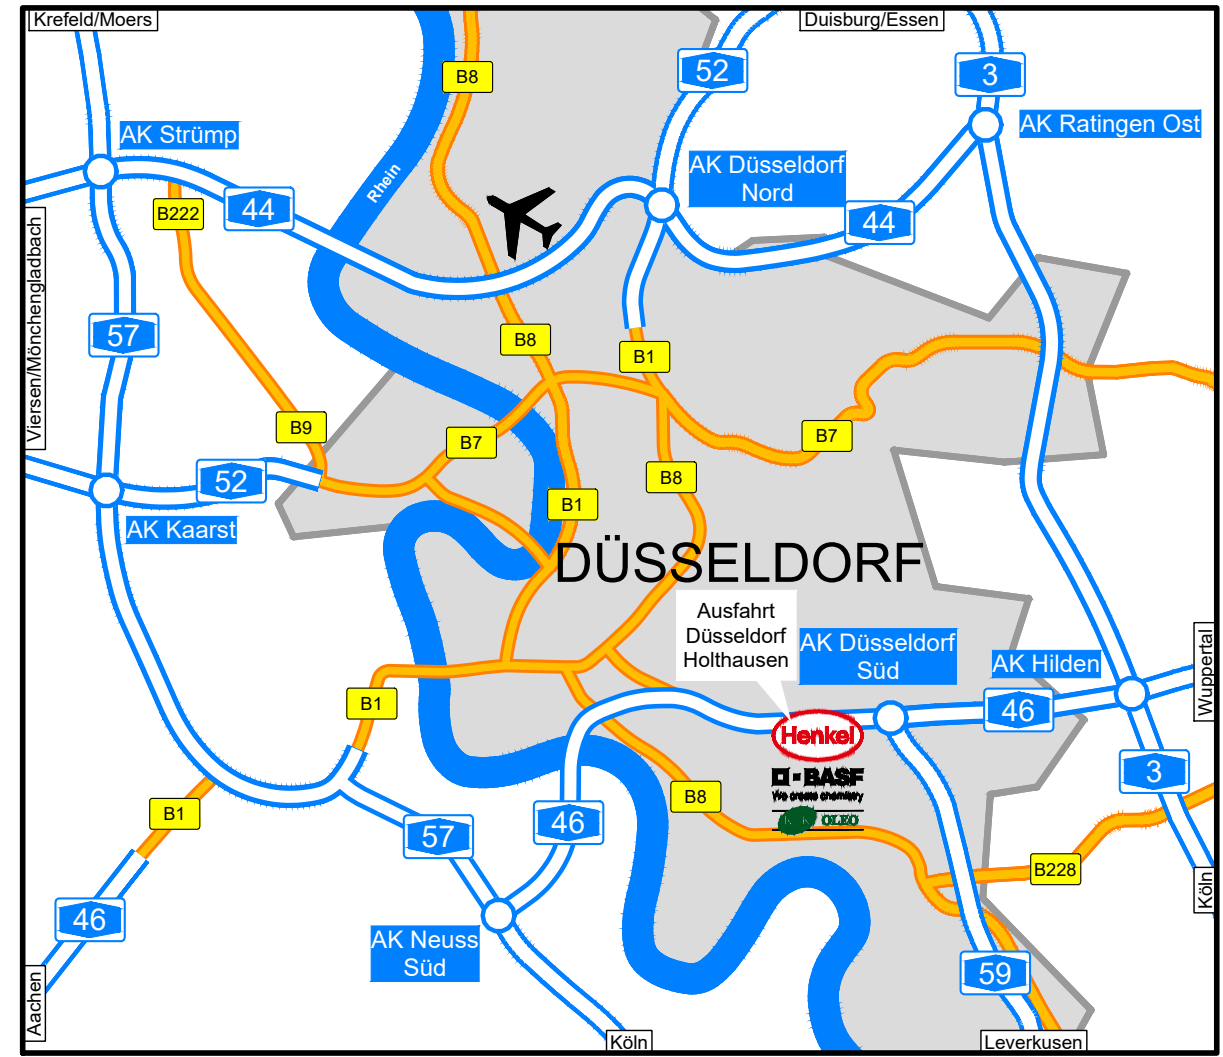 Krefeld/Moers
Duisburg/Essen
B8
52
3
AK Strümp
AK Ratingen Ost
Rhein
AK Düsseldorf
Nord
B222
44
44
Viersen/Mönchengladbach
57
B8
B1
B9
B7
B7
52
B8
B1
AK Kaarst
DÜSSELDORF
Ausfahrt
Düsseldorf
Holthausen
AK Düsseldorf
Süd
AK Hilden
Wuppertal
B1
46
Henkel
BASF
We create chemistry
3
B8
B1
OLEO
46
57
B228
Köln
46
AK Neuss
Süd
59
Aachen
Köln
Leverkusen